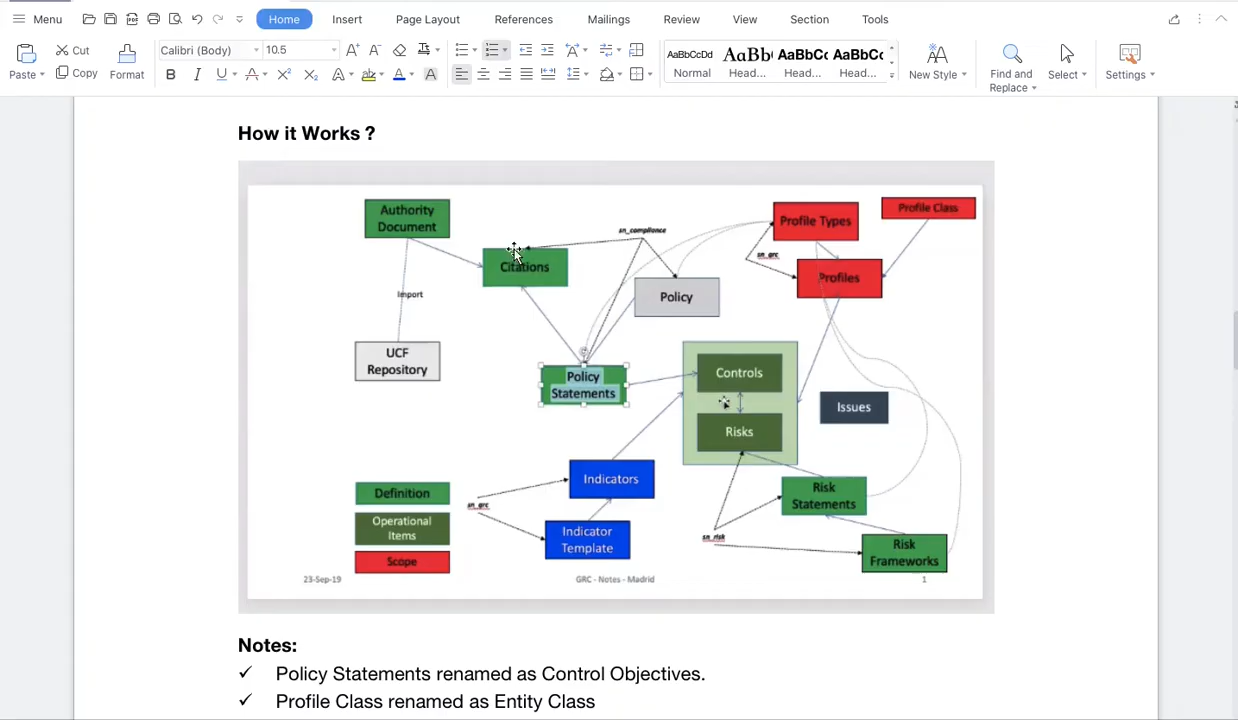 Menu Home Insert Page Layout References Mailings Review View Section Tools
Paste Cut Copy Format Calibri (Body) 10.5 AaBbCcDd AaBb( AaBbC( AaBbC( Normal Head... Head... Head... New Style Find and Replace Select Settings
How it Works ?
Authority
Document
Citations
sn_compliance
Policy
Profile Types
Profile Class
sn_grc
Profiles
Import
UCF
Repository
Policy
Statements
Controls
Risks
Issues
Indicators
Indicator
Template
sn_grc
Definition
Operational
Items
Scope
Risk
Statements
sn_risk
Risk
Frameworks
23-Sep-19 GRC - Notes - Madrid 1
Notes:
✓ Policy Statements renamed as Control Objectives.
✓ Profile Class renamed as Entity Class